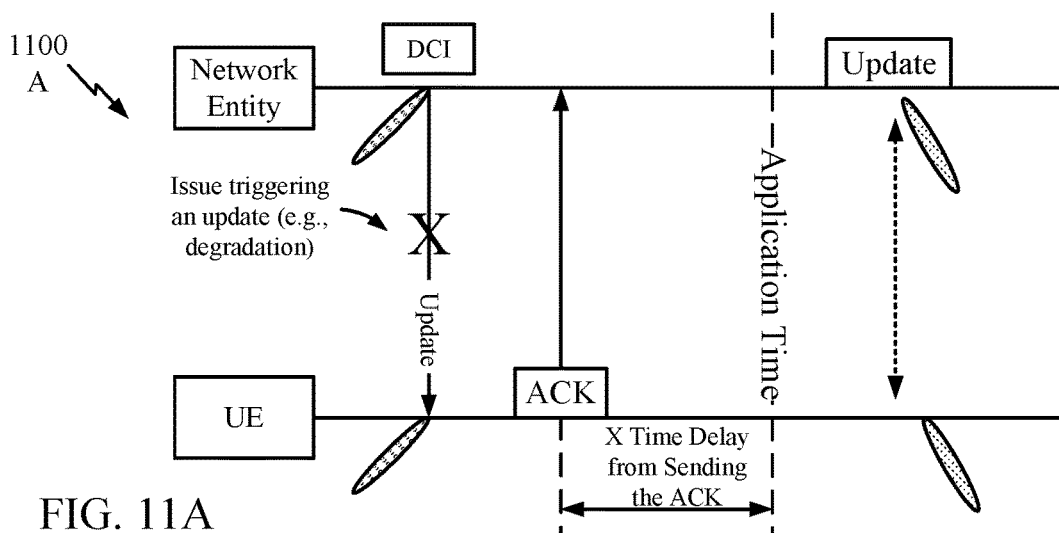 1100
A
Network
Entity
DCI
Update
Issue triggering
an update (e.g.,
degradation)
X
Update
Application Time
UE
ACK
X Time Delay
from Sending
the ACK
FIG. 11A